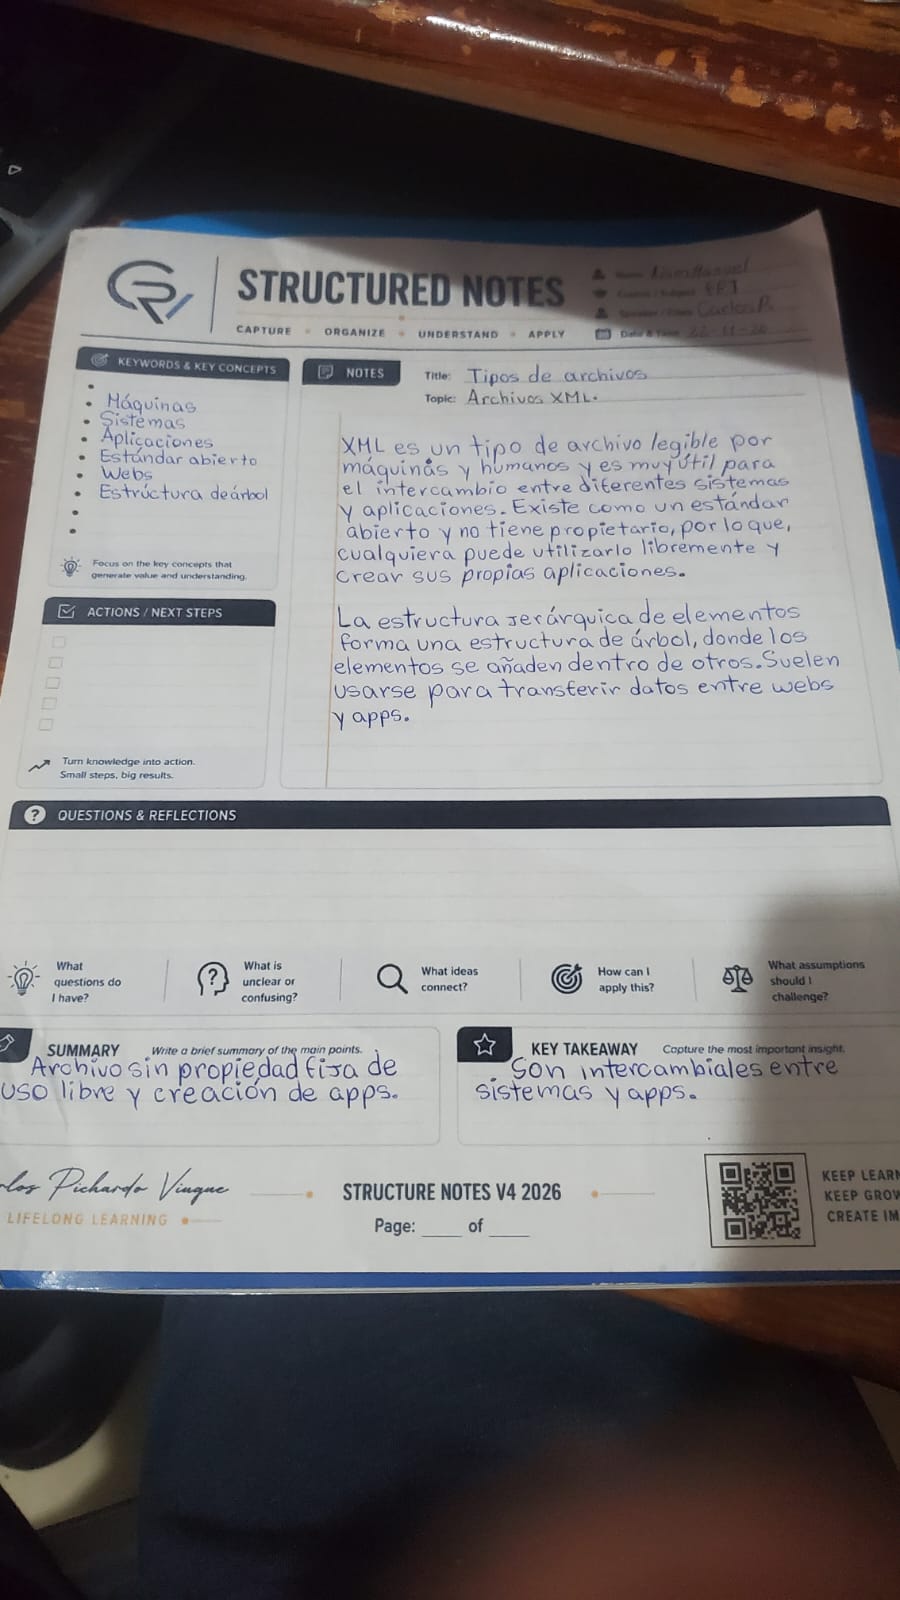 STRUCTURED NOTES
CAPTURE • ORGANIZE • UNDERSTAND • APPLY
Carlos P.
KEYWORDS & KEY CONCEPTS
Máquinas
Sistemas
Aplicaciones
Estándar abierto
Webs
Estrúctura de árbol
Focus on the key concepts that
generate value and understanding.
ACTIONS / NEXT STEPS
Turn knowledge into action.
Small steps, big results.
NOTES
Title: Tipos de archivos
Topic: Archivos XML.
XML es un tipo de archivo legible por
máquinas y humanos y es muy útil para
el intercambio entre diferentes sistemas
y aplicaciones. Existe como un estándar
abierto y no tiene propietario, por lo que,
cualquiera puede utilizarlo libremente y
crear sus propias aplicaciones.
La estructura jerárquica de elementos
forma una estructura de árbol, donde los
elementos se añaden dentro de otros. Suelen
usarse para transferir datos entre webs
y apps.
QUESTIONS & REFLECTIONS
What
questions do
I have?
What is
unclear or
confusing?
What ideas
connect?
How can I
apply this?
What assumptions
should I
challenge?
SUMMARY Write a brief summary of the main points.
Archivo sin propiedad fija de
uso libre y creación de apps.
KEY TAKEAWAY Capture the most important insight.
Son intercambiales entre
sistemas y apps.
Pichardo
LIFELONG LEARNING
STRUCTURE NOTES V4 2026
Page: ____ of ____
KEEP
KEEP
CREATE